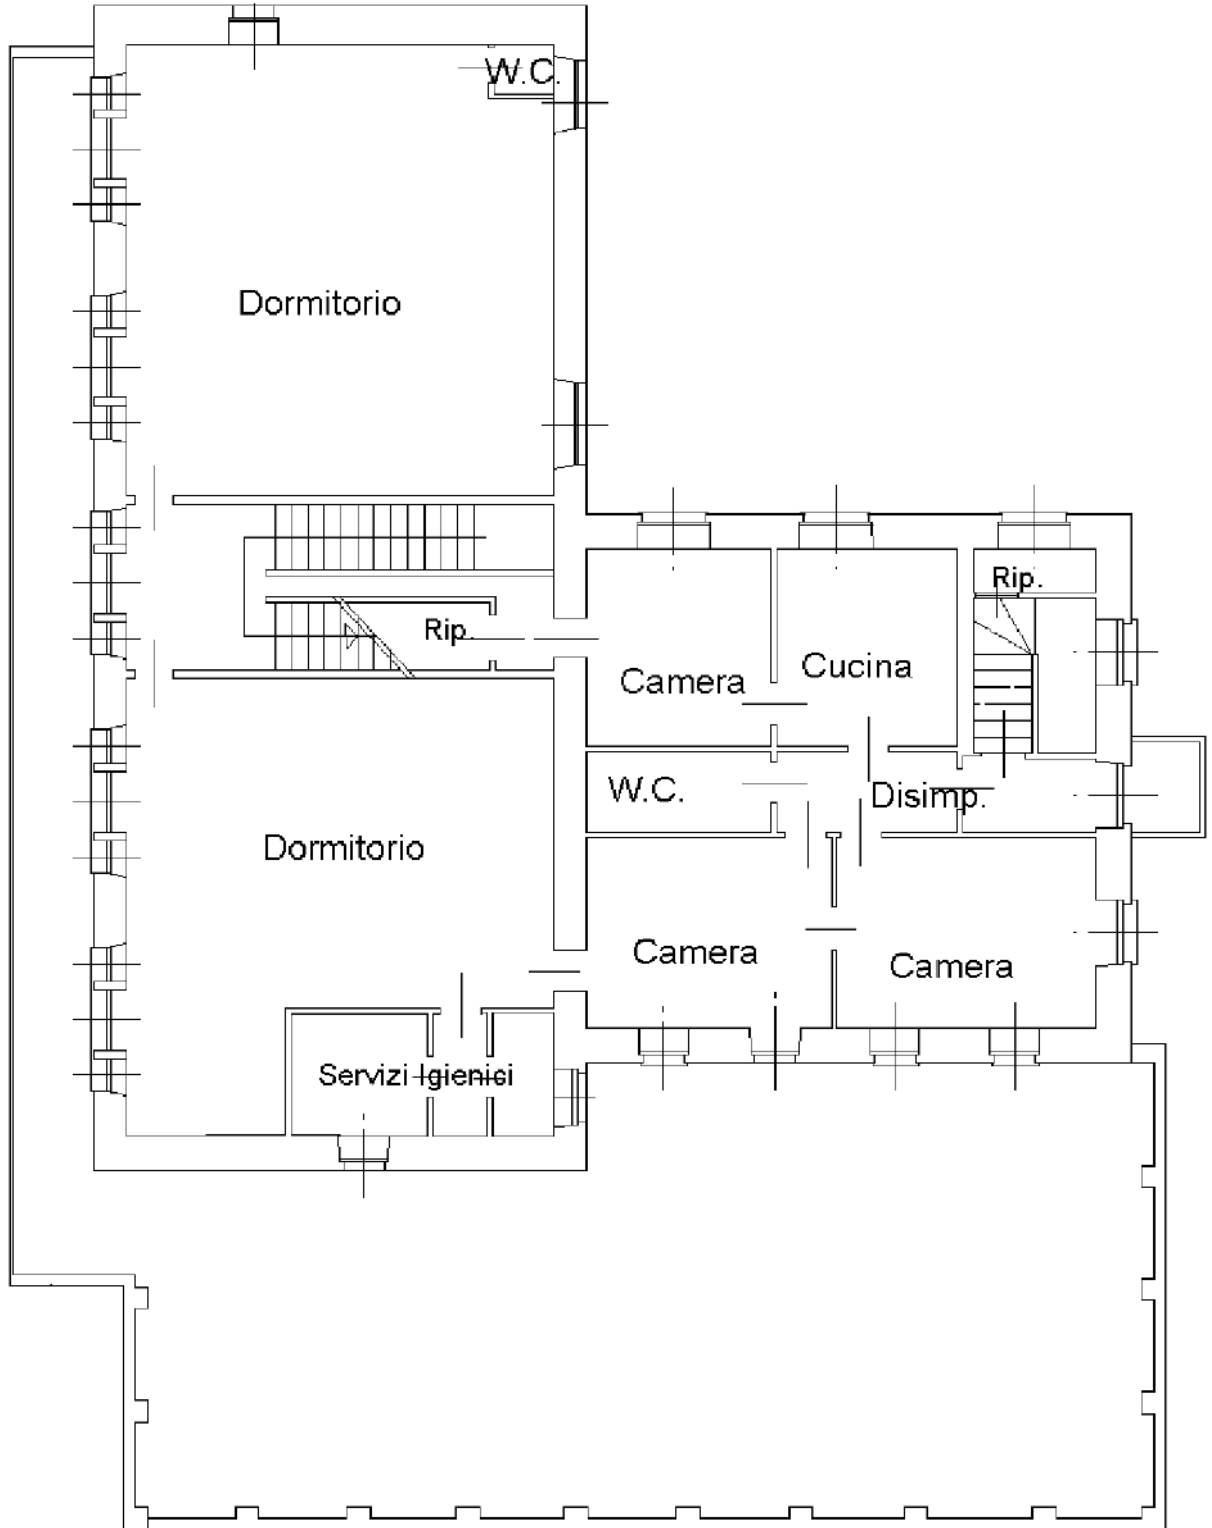 W.C.
Dormitorio
Rip.
Rip.
Camera
Cucina
W.C.
Disimp.
Dormitorio
Camera
Camera
Servizi Igienici